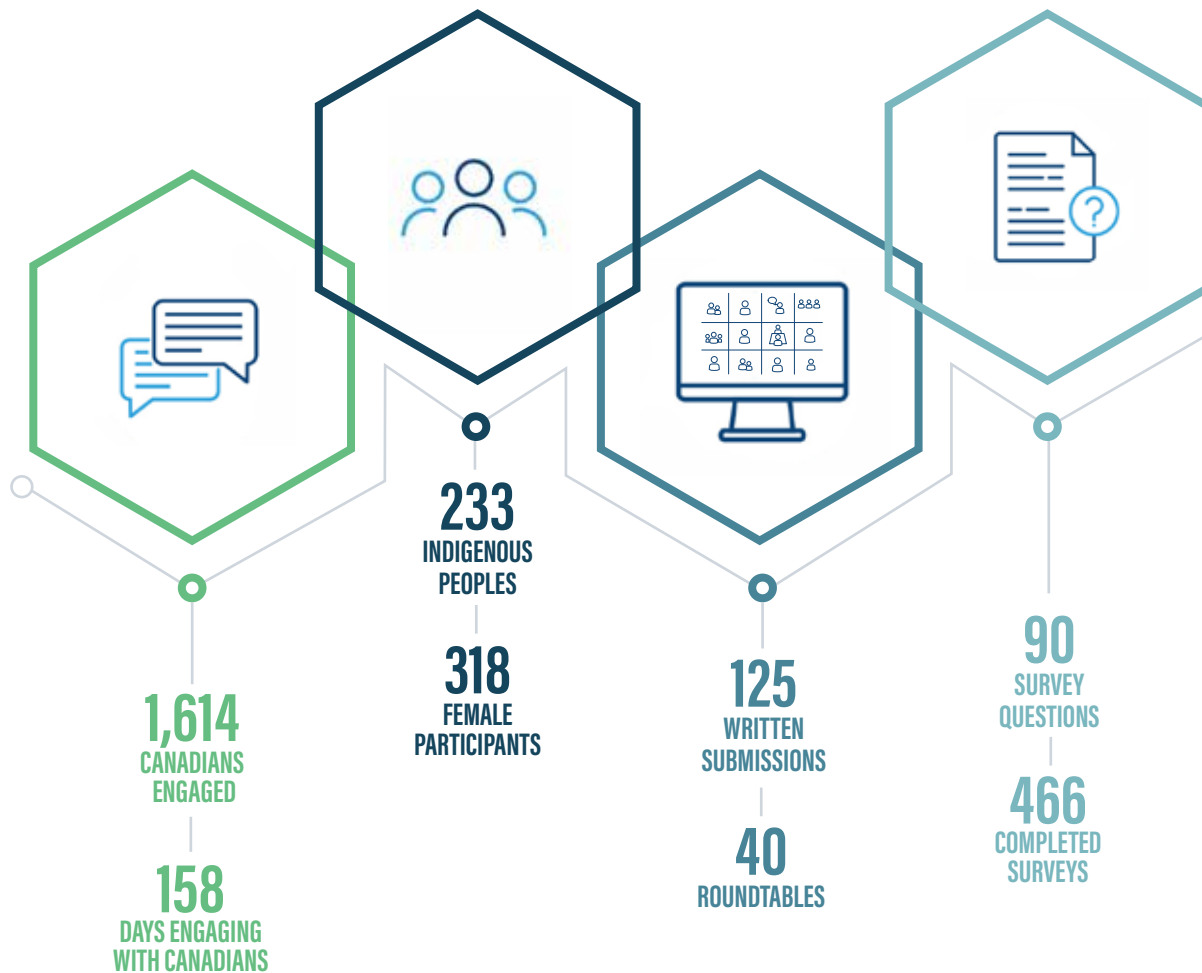 1,614
CANADIANS
ENGAGED
158
DAYS ENGAGING
WITH CANADIANS
233
INDIGENOUS
PEOPLES
318
FEMALE
PARTICIPANTS
125
WRITTEN
SUBMISSIONS
40
ROUNDTABLES
?
90
SURVEY
QUESTIONS
466
COMPLETED
SURVEYS